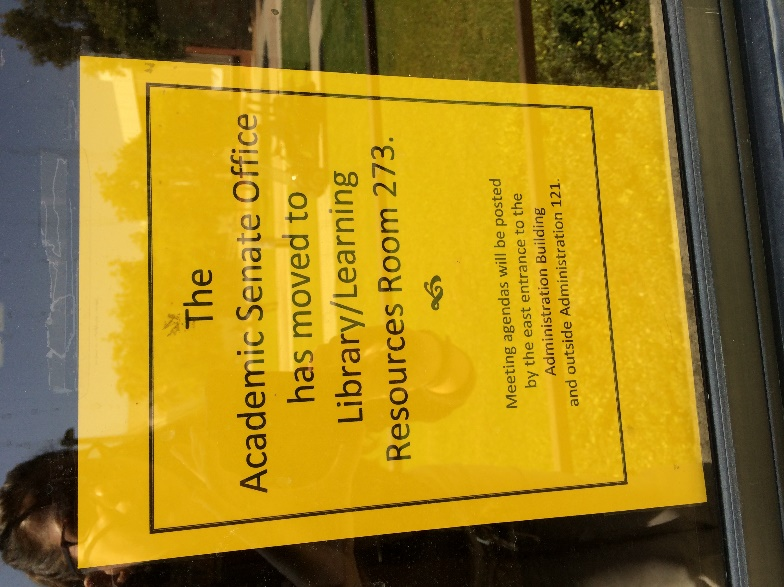 The
Academic Senate Office
has moved to
Library/Learning
Resources Room 273.
Meeting agendas will be posted
by the east entrance to the
Administration Building
and outside Administration 121.